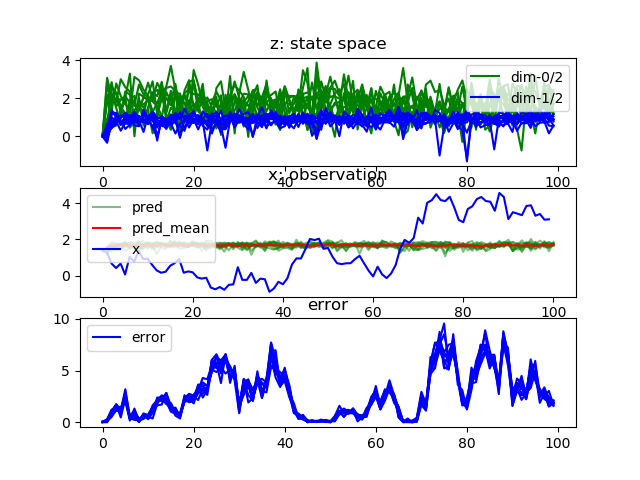 z: state space
4
2
0
dim-0/2
dim-1/2
0 20 40 60 80 100
x: observation
4
2
0
pred
pred_mean
x
0 20 40 60 80 100
error
10
5
0
error
0 20 40 60 80 100